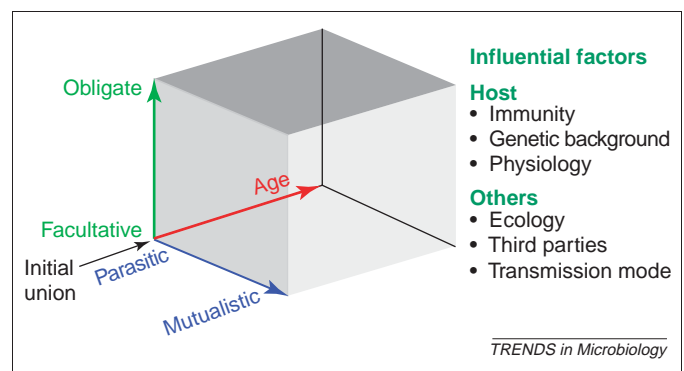 Obligate
Facultative
Initial
union
Parasitic
Mutualistic
Age
Influential factors
Host
• Immunity
• Genetic background
• Physiology
Others
• Ecology
• Third parties
• Transmission mode
TRENDS in Microbiology